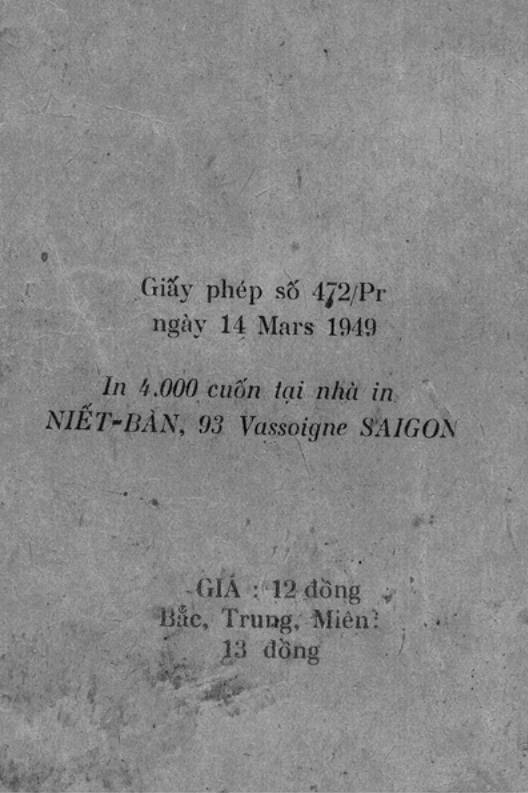 Giấy phép số 472/Pr
ngày 14 Mars 1949
In 4.000 cuốn tại nhà in
NIẾT-BÀN, 93 Vassoigne SAIGON
GIÁ : 12 đồng
Bắc, Trung, Miên:
13 đồng